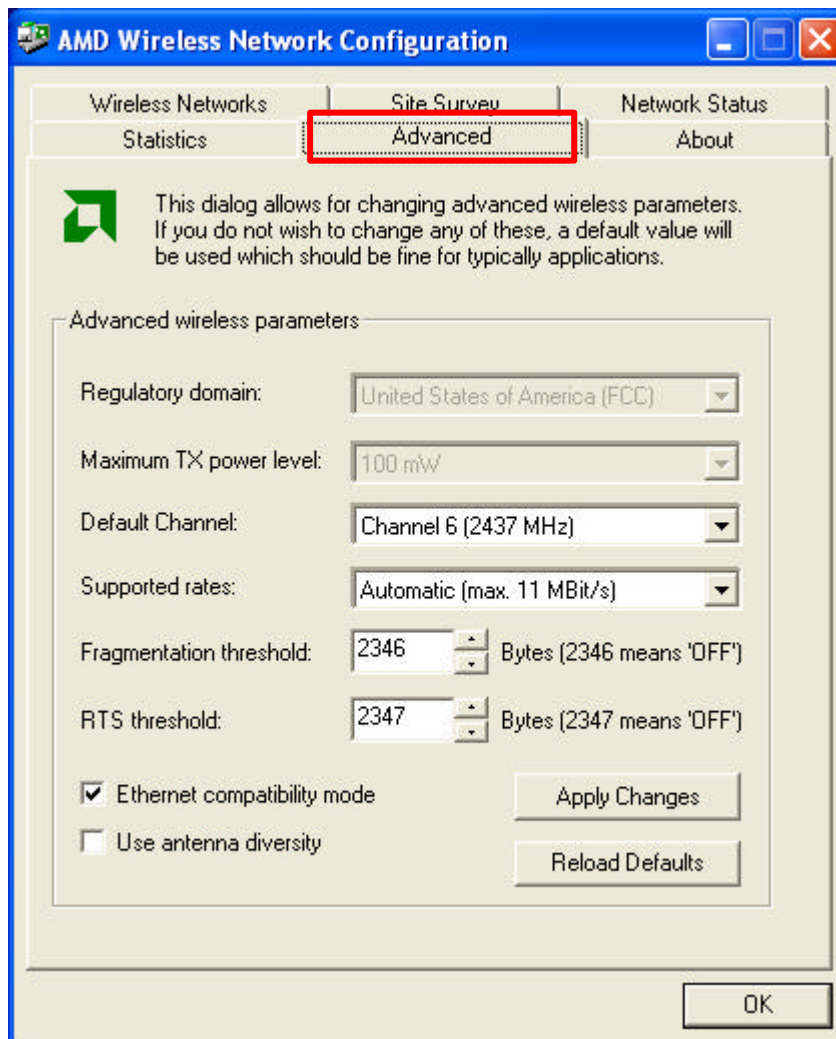 AMD Wireless Network Configuration
Wireless Networks
Site Survey
Network Status
Statistics
Advanced
About
This dialog allows for changing advanced wireless parameters.
If you do not wish to change any of these, a default value will
be used which should be fine for typically applications.
Advanced wireless parameters
Regulatory domain: United States of America (FCC)
Maximum TX power level: 100 mW
Default Channel: Channel 6 (2437 MHz)
Supported rates: Automatic (max. 11 MBit/s)
Fragmentation threshold: 2346 Bytes (2346 means 'OFF')
RTS threshold: 2347 Bytes (2347 means 'OFF')
Ethernet compatibility mode
Apply Changes
Use antenna diversity
Reload Defaults
OK